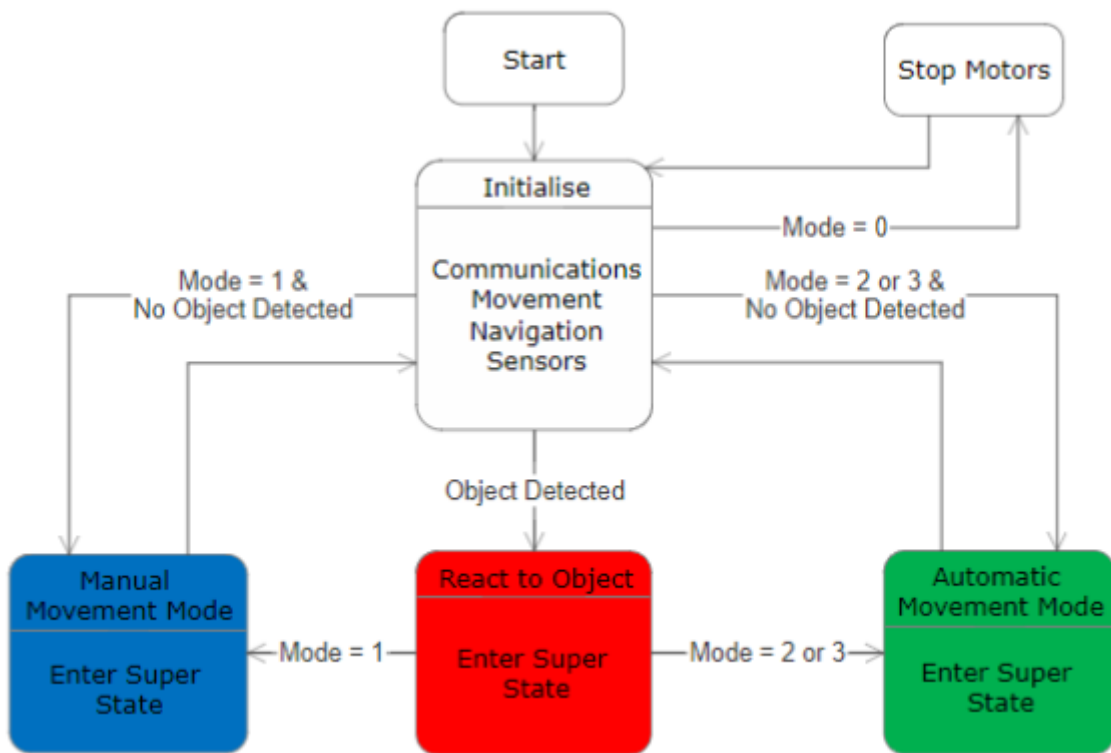 Start
Stop Motors
Initialise
Mode = 0
Communications
Movement
Navigation
Sensors
Mode = 1 &
No Object Detected
Mode = 2 or 3 &
No Object Detected
Object Detected
Manual
Movement Mode
Enter Super
State
Mode = 1
React to Object
Enter Super
State
Mode = 2 or 3
Automatic
Movement Mode
Enter Super
State